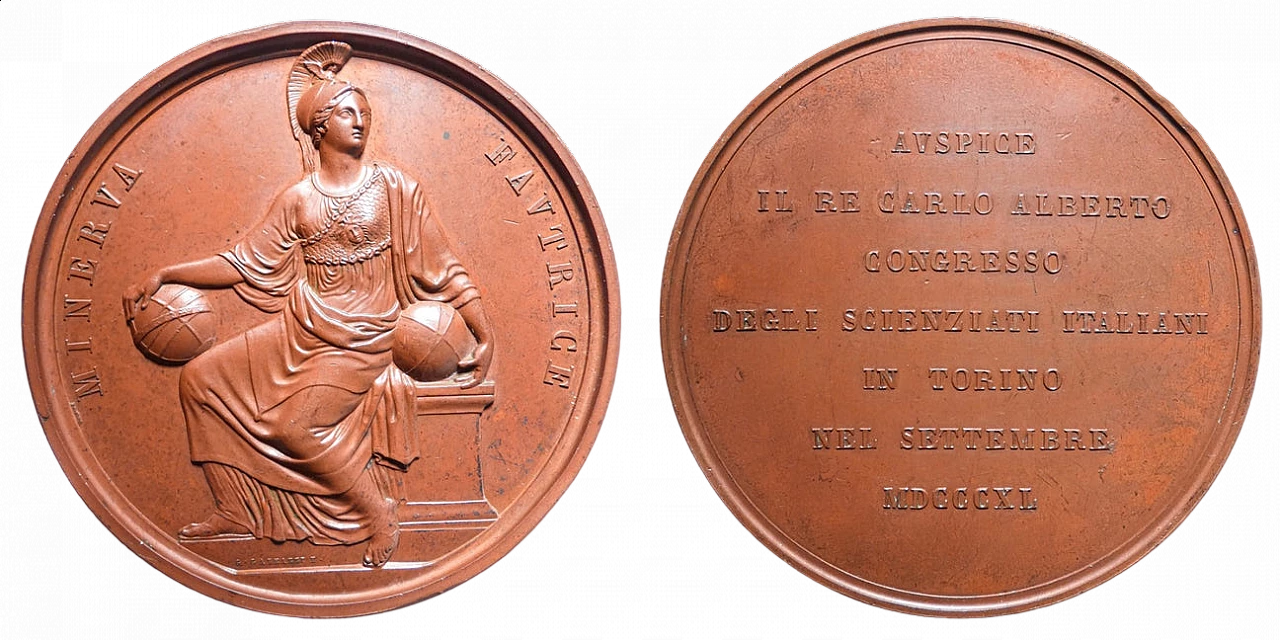 MINERVA FAVTRICE
AVSPICE
IL RE CARLO ALBERTO
CONGRESSO
DEGLI SCIENZIATI ITALIANI
IN TORINO
NEL SETTEMBRE
MDCCCXL